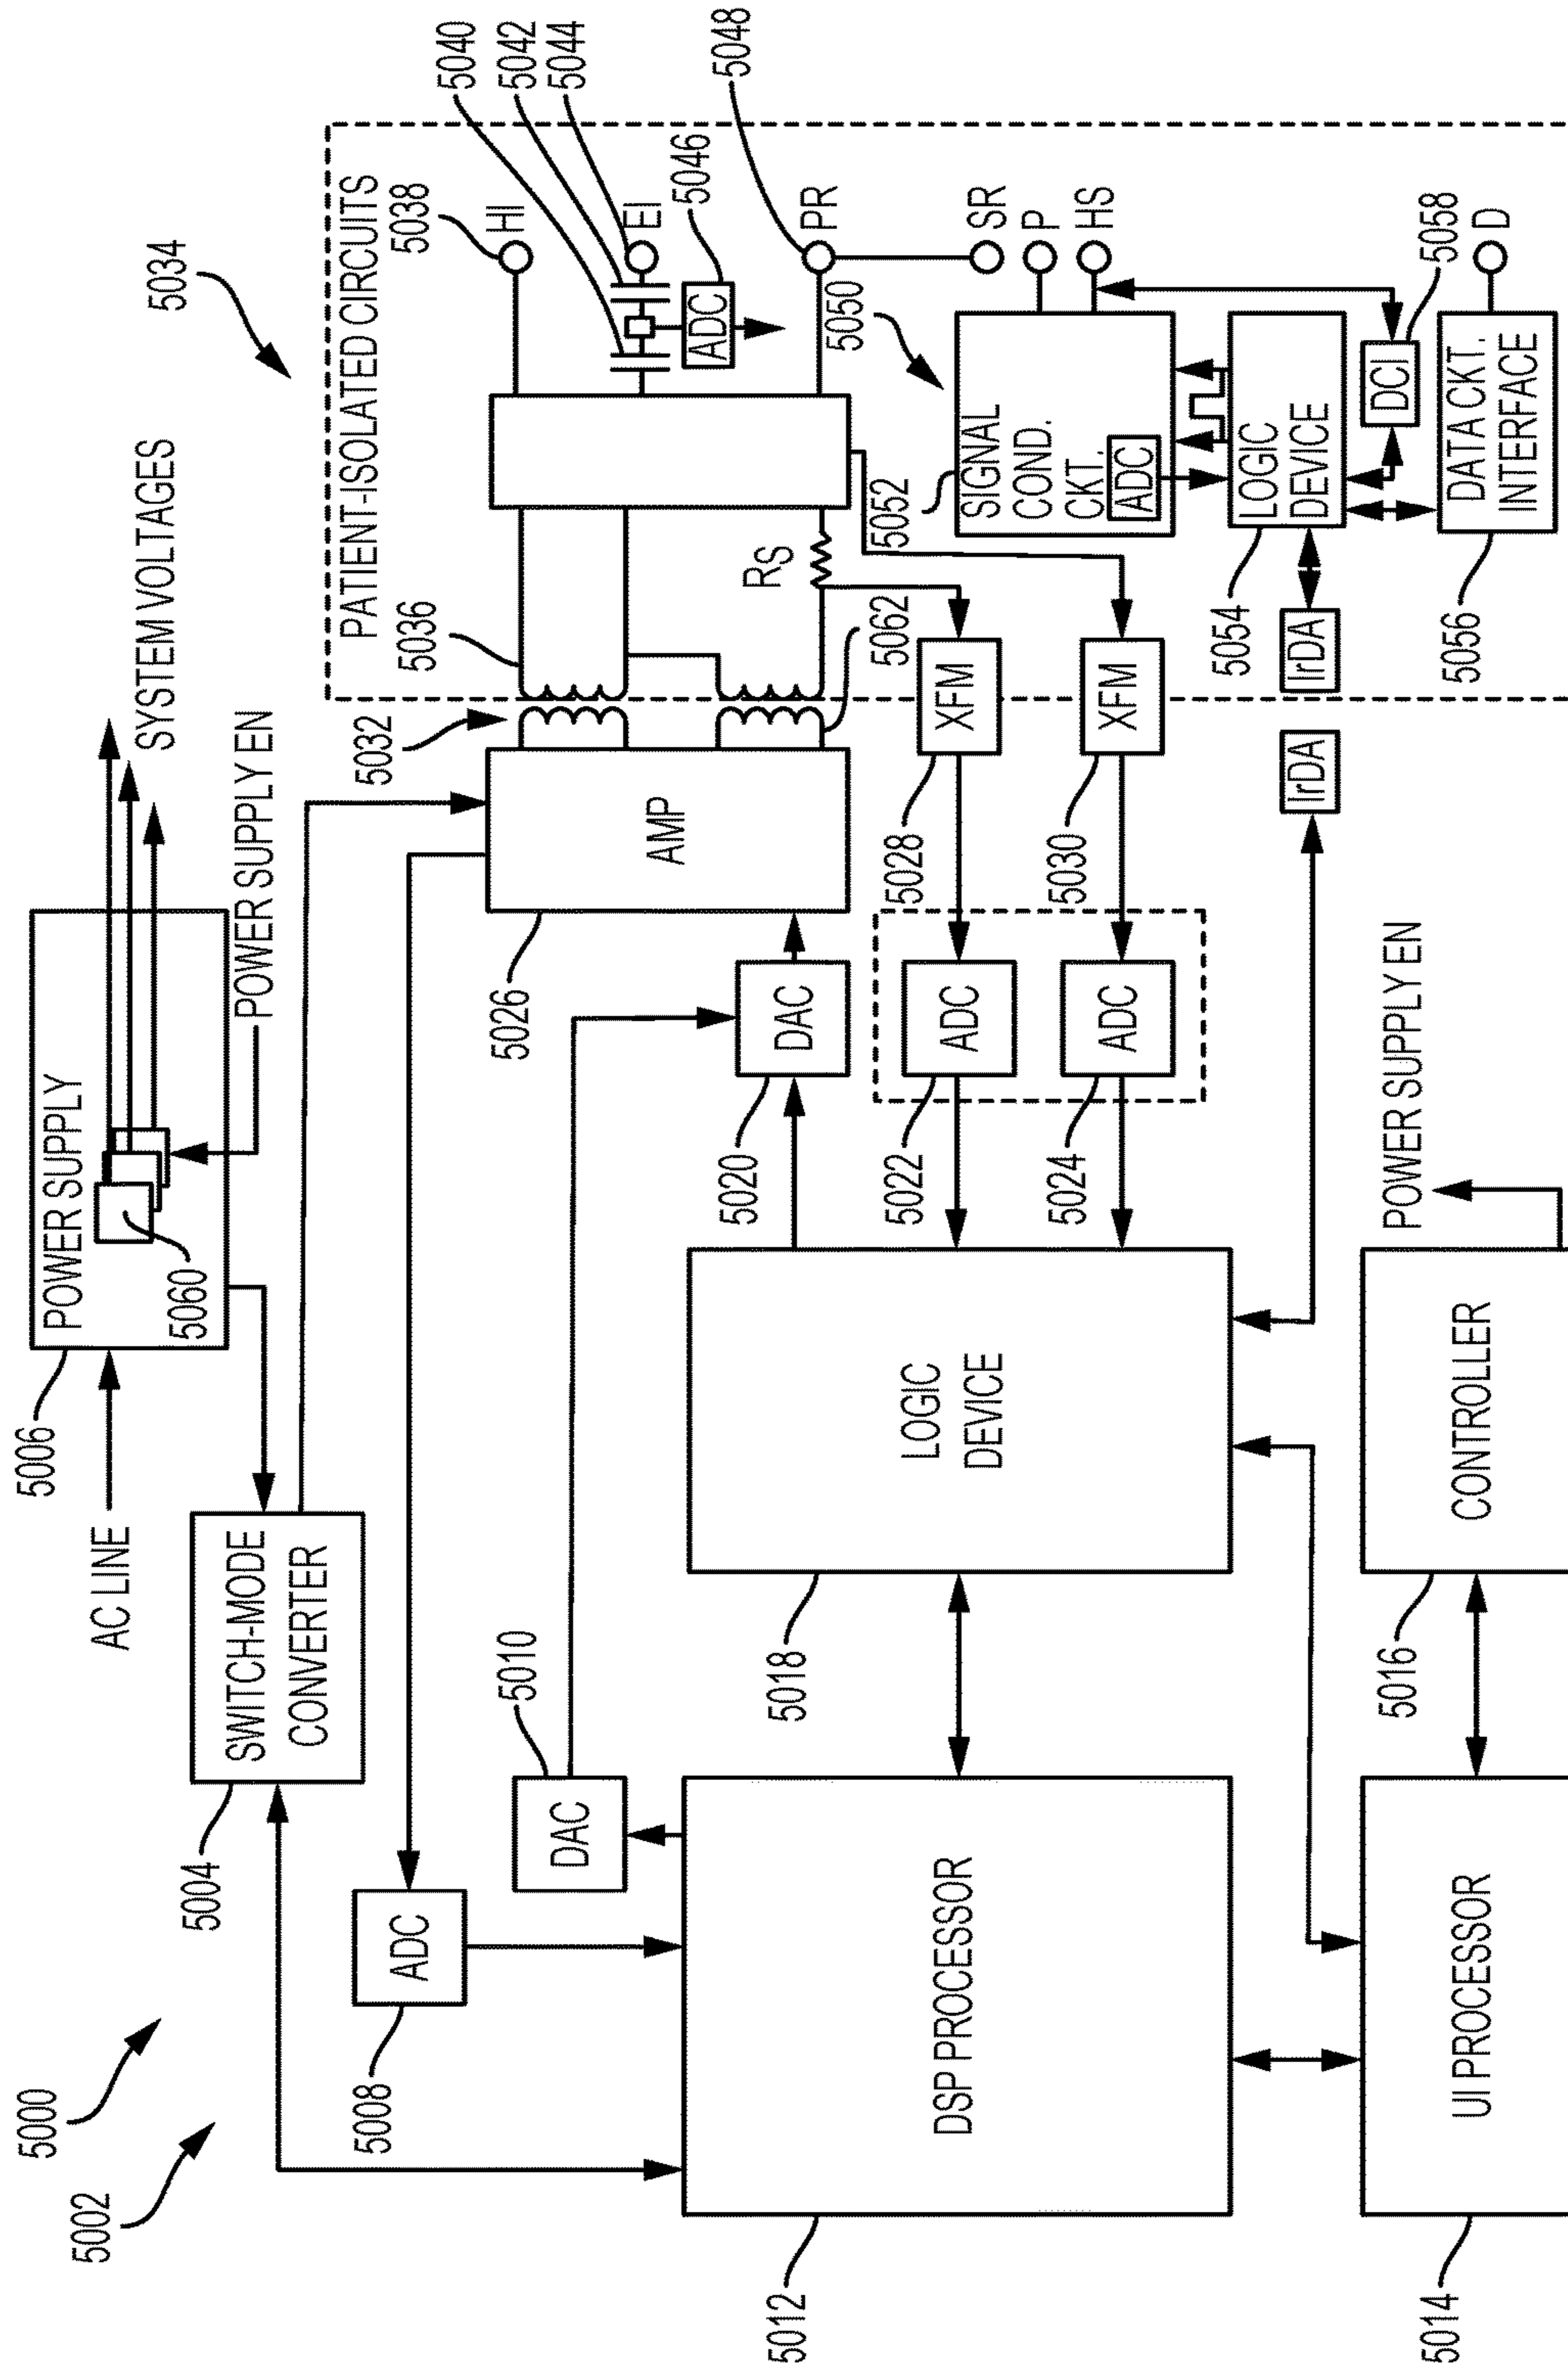 5000
5002
5006
POWER SUPPLY
5060
AC LINE
SYSTEM VOLTAGES
POWER SUPPLY EN
5004
SWITCH-MODE
CONVERTER
5008
ADC
5010
DAC
5012
DSP PROCESSOR
5014
UI PROCESSOR
5016
CONTROLLER
POWER SUPPLY EN
5018
LOGIC
DEVICE
5020
DAC
5022
ADC
5024
ADC
5026
AMP
5028
XFM
5030
XFM
IrDA
IrDA
5032
5034
PATIENT-ISOLATED CIRCUITS
5036
5062
RS
5038
HI
5040
5042
5044
EI
5046
ADC
5048
PR
SR
P
HS
5050
5052
SIGNAL
COND.
CKT.
ADC
5054
LOGIC
DEVICE
5058
DCI
5056
DATA CKT.
INTERFACE
D